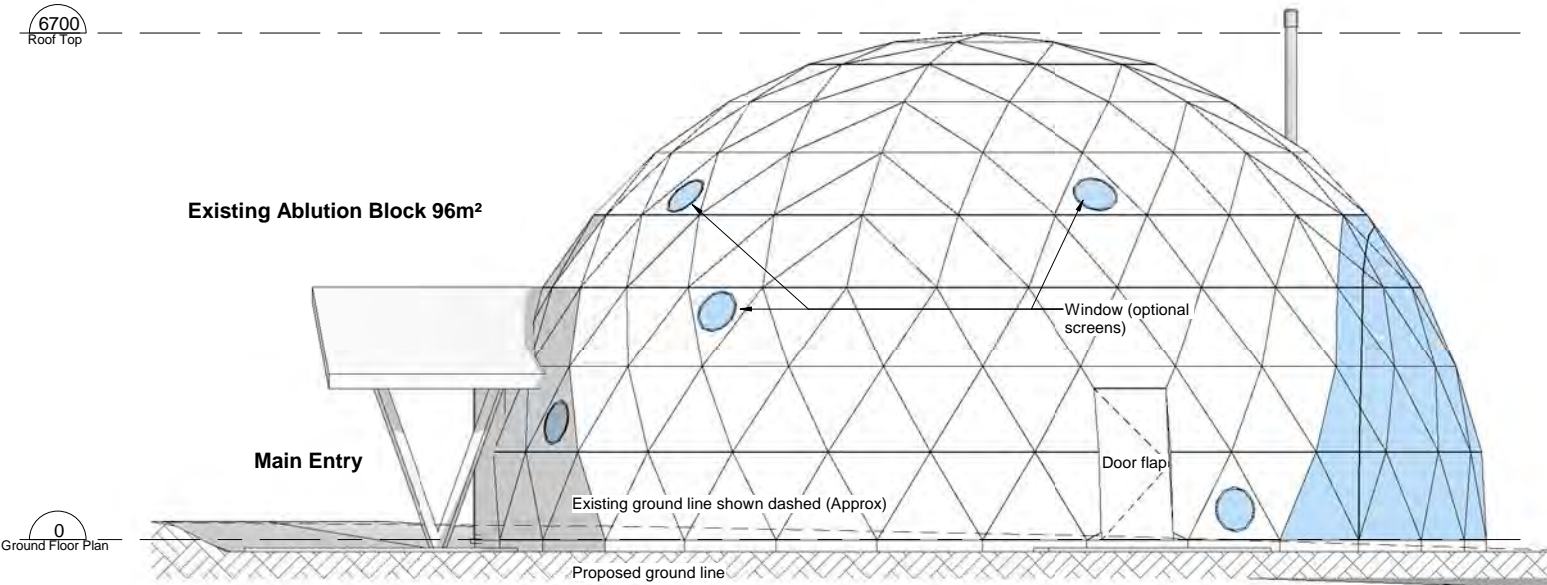 6700
Roof Top
Existing Ablution Block 96m²
Window (optional
screens)
Main Entry
Door flap
Existing ground line shown dashed (Approx)
0
Ground Floor Plan
Proposed ground line